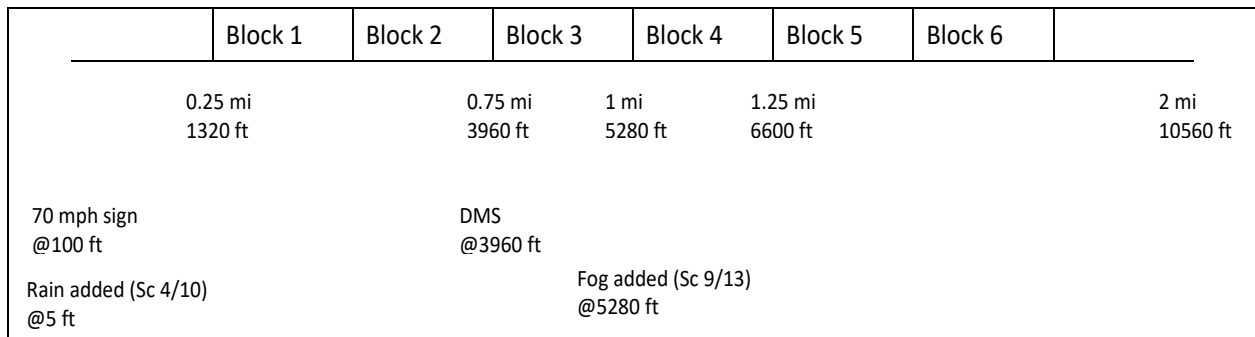 Block 1 Block 2 Block 3 Block 4 Block 5 Block 6
0.25 mi 0.75 mi 1 mi 1.25 mi 2 mi
1320 ft 3960 ft 5280 ft 6600 ft 10560 ft
70 mph sign DMS
@100 ft @3960 ft
Rain added (Sc 4/10) Fog added (Sc 9/13)
@5 ft @5280 ft